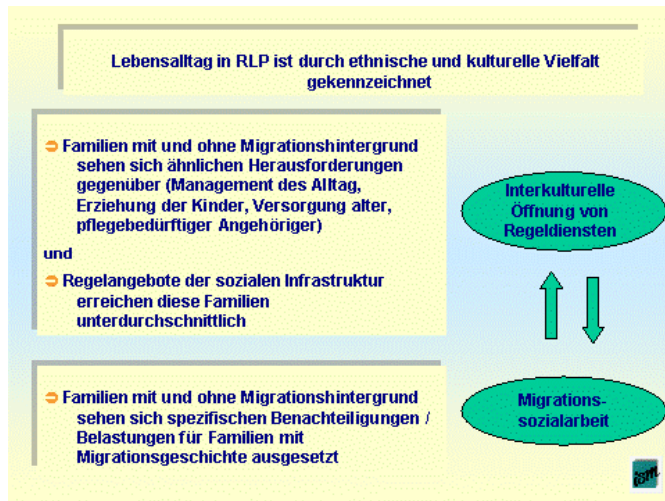 Lebensalltag in RLP ist durch ethnische und kulturelle Vielfalt
gekennzeichnet
Familien mit und ohne Migrationshintergrund
sehen sich ähnlichen Herausforderungen
gegenüber (Management des Alltag,
Erziehung der Kinder, Versorgung alter,
pflegebedürftiger Angehöriger)
und
Regelangebote der sozialen Infrastruktur
erreichen diese Familien
unterdurchschnittlich
Interkulturelle
Öffnung von
Regeldiensten
Familien mit und ohne Migrationshintergrund
sehen sich spezifischen Benachteiligungen /
Belastungen für Familien mit
Migrationsgeschichte ausgesetzt
Migrations-
sozialarbeit
ism